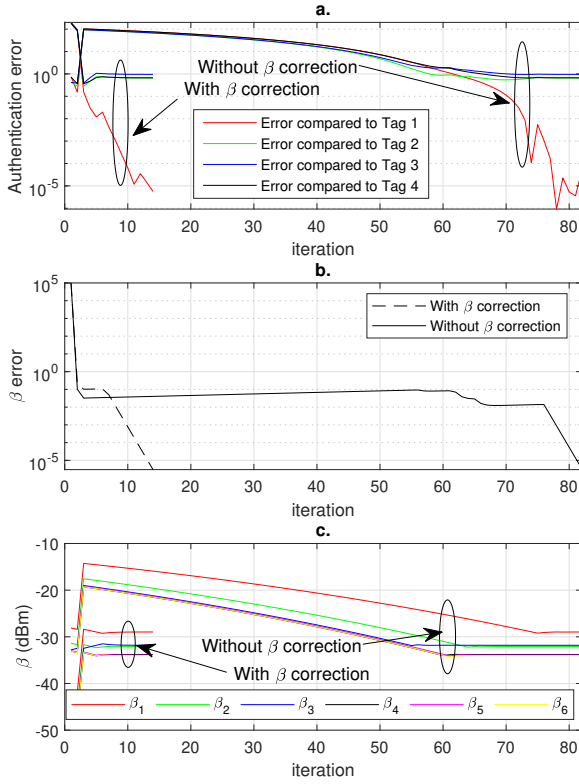 a.
Authentication error
10^0
10^-5
Without β correction
With β correction
Error compared to Tag 1
Error compared to Tag 2
Error compared to Tag 3
Error compared to Tag 4
0 10 20 30 40 50 60 70 80
iteration
b.
β error
10^5
10^0
10^-5
With β correction
Without β correction
0 10 20 30 40 50 60 70 80
iteration
c.
β (dBm)
-10
-20
-30
-40
-50
Without β correction
With β correction
β1 β2 β3 β4 β5 β6
0 10 20 30 40 50 60 70 80
iteration